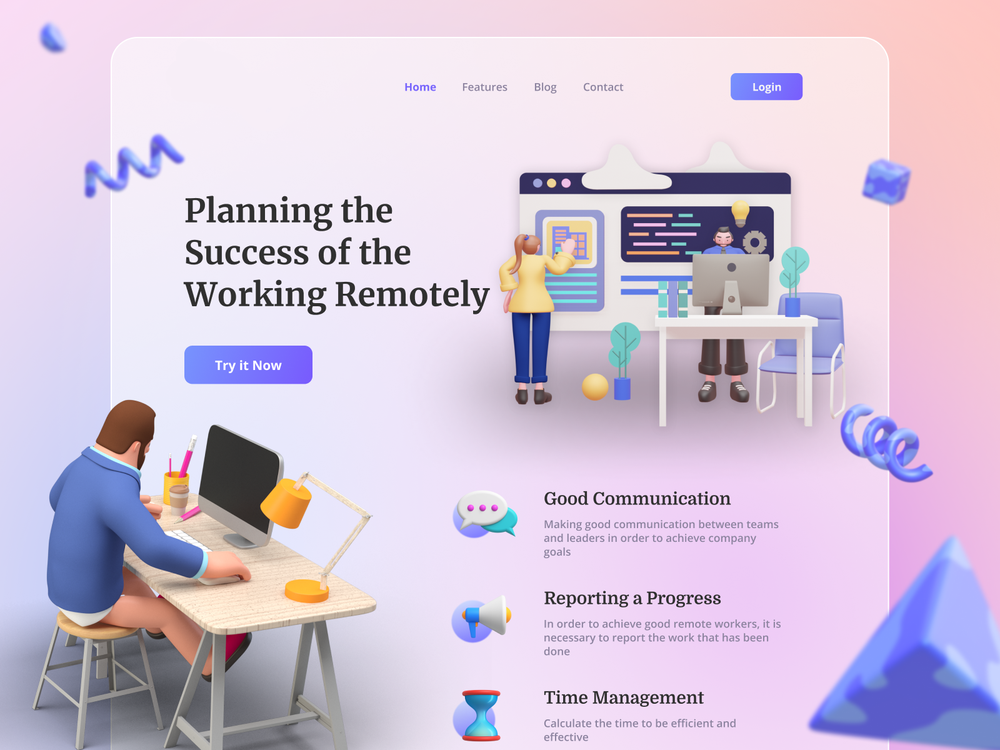 Home Features Blog Contact Login
Planning the
Success of the
Working Remotely
Try it Now
Good Communication
Making good communication between teams
and leaders in order to achieve company
goals
Reporting a Progress
In order to achieve good remote workers, it is
necessary to report the work that has been
done
Time Management
Calculate the time to be efficient and
effective